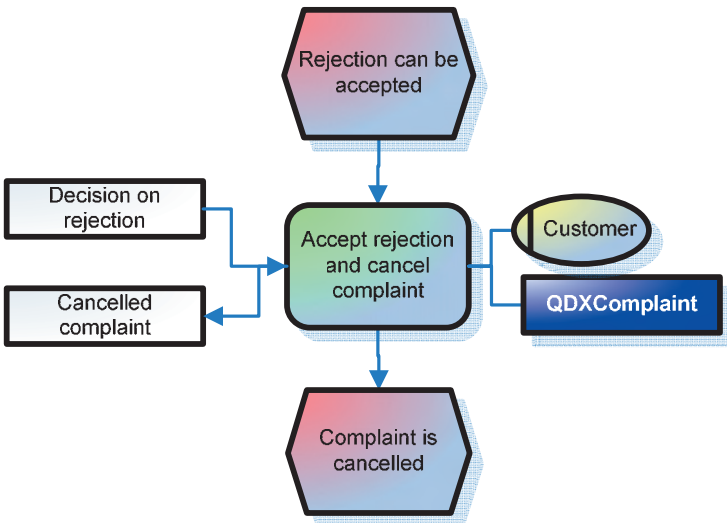 Rejection can be
accepted
Decision on
rejection
Accept rejection
and cancel
complaint
Customer
Cancelled
complaint
QDXComplaint
Complaint is
cancelled